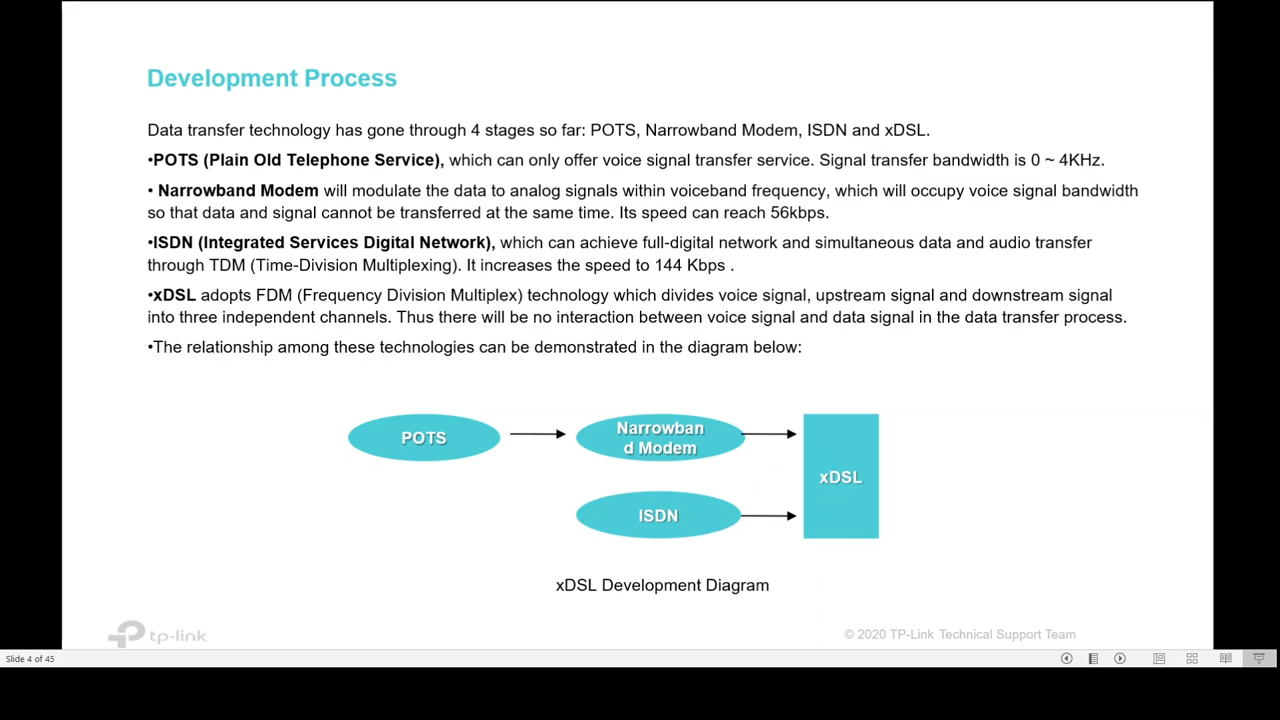 Development Process
Data transfer technology has gone through 4 stages so far: POTS, Narrowband Modem, ISDN and xDSL.
•POTS (Plain Old Telephone Service), which can only offer voice signal transfer service. Signal transfer bandwidth is 0 ~ 4KHz.
• Narrowband Modem will modulate the data to analog signals within voiceband frequency, which will occupy voice signal bandwidth
so that data and signal cannot be transferred at the same time. Its speed can reach 56kbps.
•ISDN (Integrated Services Digital Network), which can achieve full-digital network and simultaneous data and audio transfer
through TDM (Time-Division Multiplexing). It increases the speed to 144 Kbps .
•xDSL adopts FDM (Frequency Division Multiplex) technology which divides voice signal, upstream signal and downstream signal
into three independent channels. Thus there will be no interaction between voice signal and data signal in the data transfer process.
•The relationship among these technologies can be demonstrated in the diagram below:
POTS
Narrowban
d Modem
xDSL
ISDN
xDSL Development Diagram
tp-link
© 2020 TP-Link Technical Support Team
Slide 4 of 45